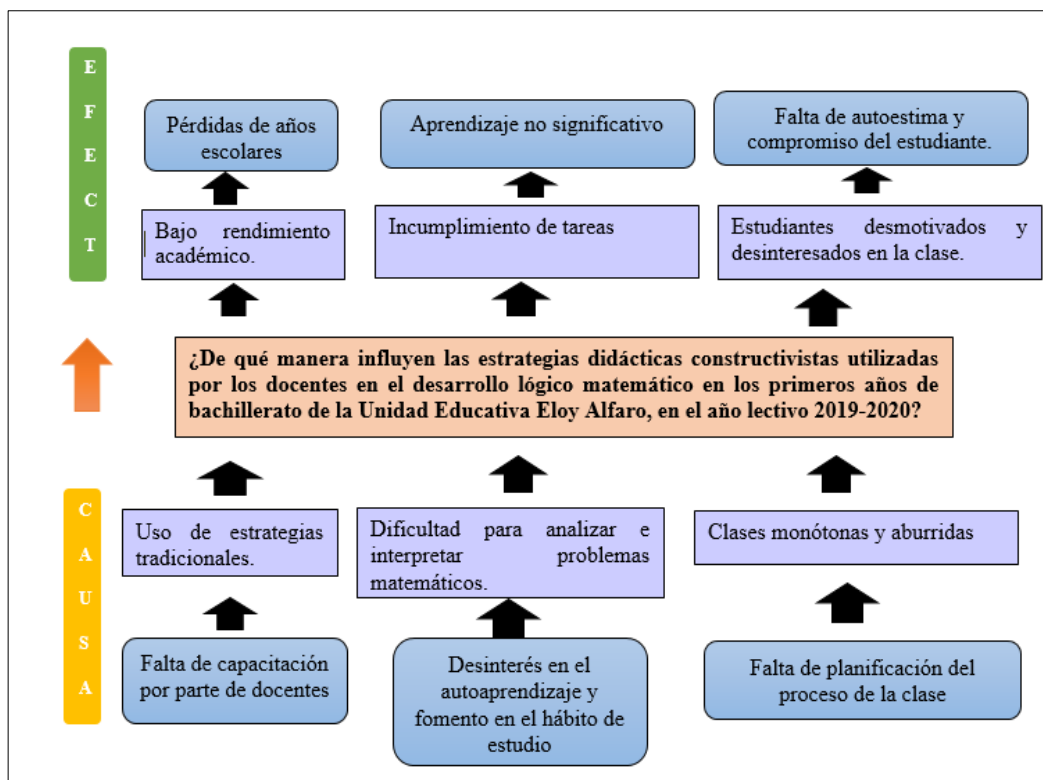 E
F
E
C
T
Pérdidas de años
escolares
Aprendizaje no significativo
Falta de autoestima y
compromiso del estudiante.
Bajo rendimiento
académico.
Incumplimiento de tareas
Estudiantes desmotivados y
desinteresados en la clase.
¿De qué manera influyen las estrategias didácticas constructivistas utilizadas
por los docentes en el desarrollo lógico matemático en los primeros años de
bachillerato de la Unidad Educativa Eloy Alfaro, en el año lectivo 2019-2020?
C
A
U
S
A
Uso de estrategias
tradicionales.
Dificultad para analizar e
interpretar problemas
matemáticos.
Clases monótonas y aburridas
Falta de capacitación
por parte de docentes
Desinterés en el
autoaprendizaje y
fomento en el hábito de
estudio
Falta de planificación del
proceso de la clase